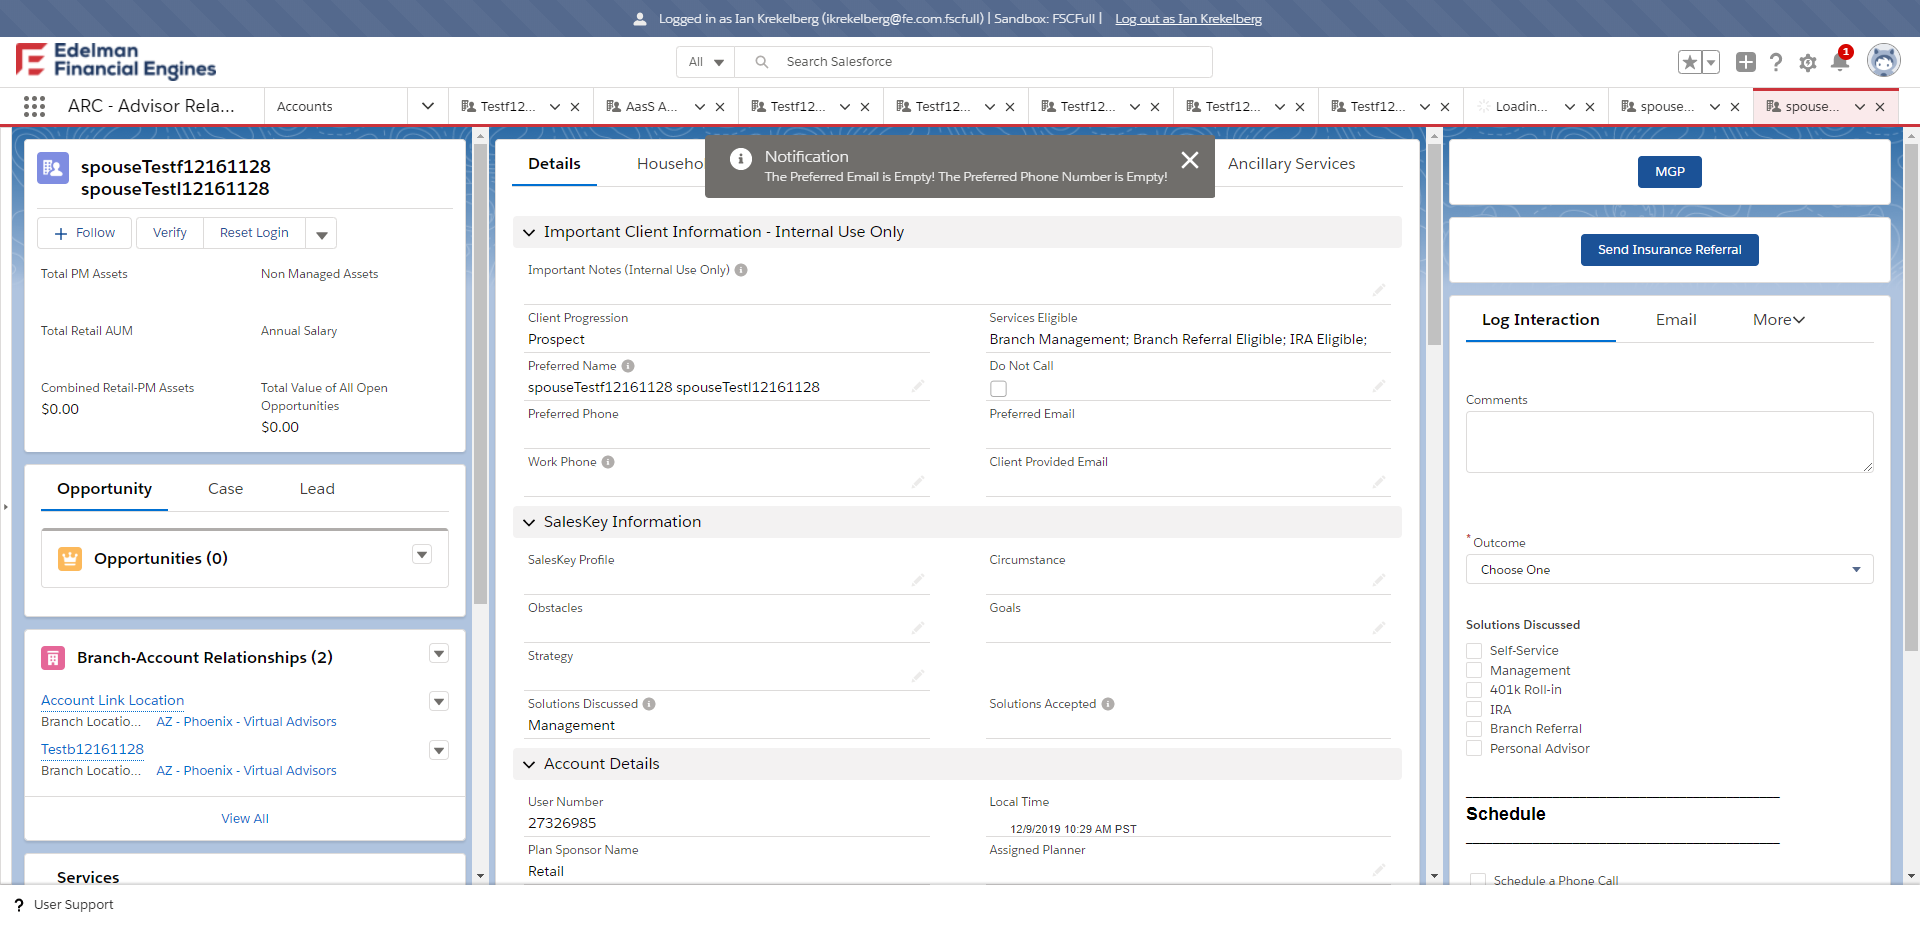 Logged in as Ian Krekelberg (ikrekelberg@fe.com.fscfull) | Sandbox: FSCFull | Log out as Ian Krekelberg
Edelman
Financial Engines
All
Search Salesforce
1
ARC - Advisor Rela...
Accounts
Testf12...
AasS A...
Testf12...
Testf12...
Testf12...
Testf12...
Testf12...
Loadin...
spouse...
spouse...
spouseTestf12161128
spouseTestl12161128
Follow
Verify
Reset Login
Total PM Assets
Non Managed Assets
Total Retail AUM
Annual Salary
Combined Retail-PM Assets
$0.00
Total Value of All Open
Opportunities
$0.00
Opportunity
Case
Lead
Opportunities (0)
Branch-Account Relationships (2)
Account Link Location
Branch Locatio... AZ - Phoenix - Virtual Advisors
Testb12161128
Branch Locatio... AZ - Phoenix - Virtual Advisors
View All
Services
Details
Househo
Ancillary Services
Notification
The Preferred Email is Empty! The Preferred Phone Number is Empty!
Important Client Information - Internal Use Only
Important Notes (Internal Use Only)
Client Progression
Prospect
Services Eligible
Branch Management; Branch Referral Eligible; IRA Eligible;
Preferred Name
spouseTestf12161128 spouseTestl12161128
Do Not Call
Preferred Phone
Preferred Email
Work Phone
Client Provided Email
SalesKey Information
SalesKey Profile
Circumstance
Obstacles
Goals
Strategy
Solutions Discussed
Management
Solutions Accepted
Account Details
User Number
27326985
Local Time
12/9/2019 10:29 AM PST
Plan Sponsor Name
Retail
Assigned Planner
MGP
Send Insurance Referral
Log Interaction
Email
More
Comments
* Outcome
Choose One
Solutions Discussed
Self-Service
Management
401k Roll-in
IRA
Branch Referral
Personal Advisor
Schedule
Schedule a Phone Call
? User Support